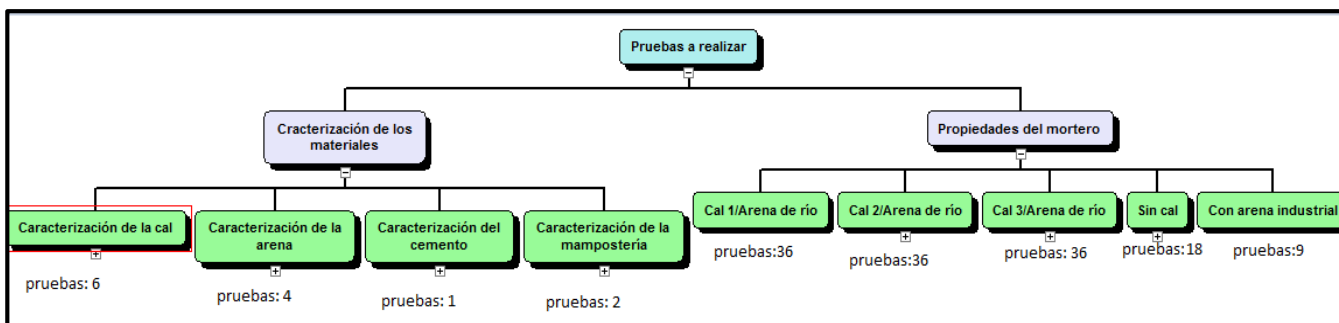 Pruebas a realizar
Cracterización de los
materiales
Propiedades del mortero
Caracterización de la cal
pruebas: 6
Caracterización de la
arena
pruebas: 4
Caracterización del
cemento
pruebas: 1
Caracterización de la
mampostería
pruebas: 2
Cal 1/Arena de río
pruebas:36
Cal 2/Arena de río
pruebas:36
Cal 3/Arena de río
pruebas: 36
Sin cal
pruebas:18
Con arena industrial
pruebas:9